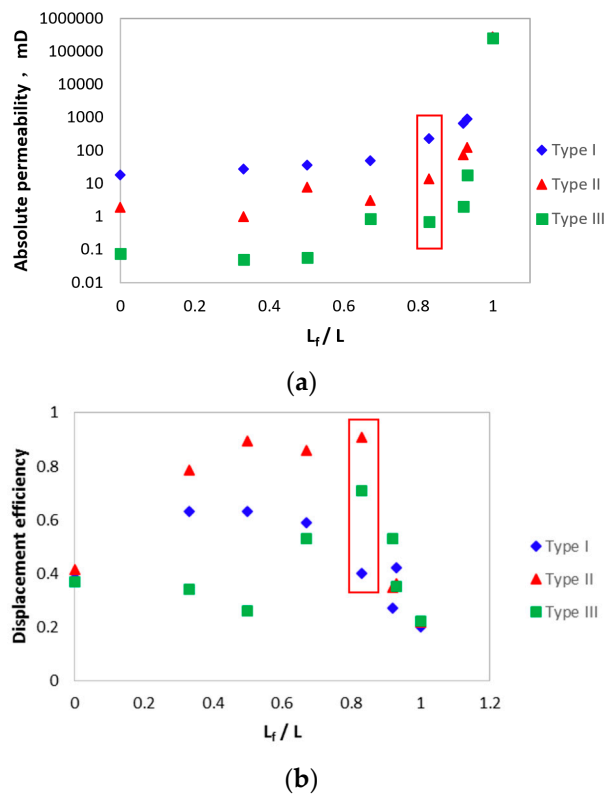 Absolute permeability， mD
1000000
100000
10000
1000
100
10
1
0.1
0.01
0
0.2
0.4
0.6
0.8
1
Lf / L
Type I
Type II
Type III
(a)
Displacement efficiency
1
0.8
0.6
0.4
0.2
0
0
0.2
0.4
0.6
0.8
1
1.2
Lf / L
Type I
Type II
Type III
(b)